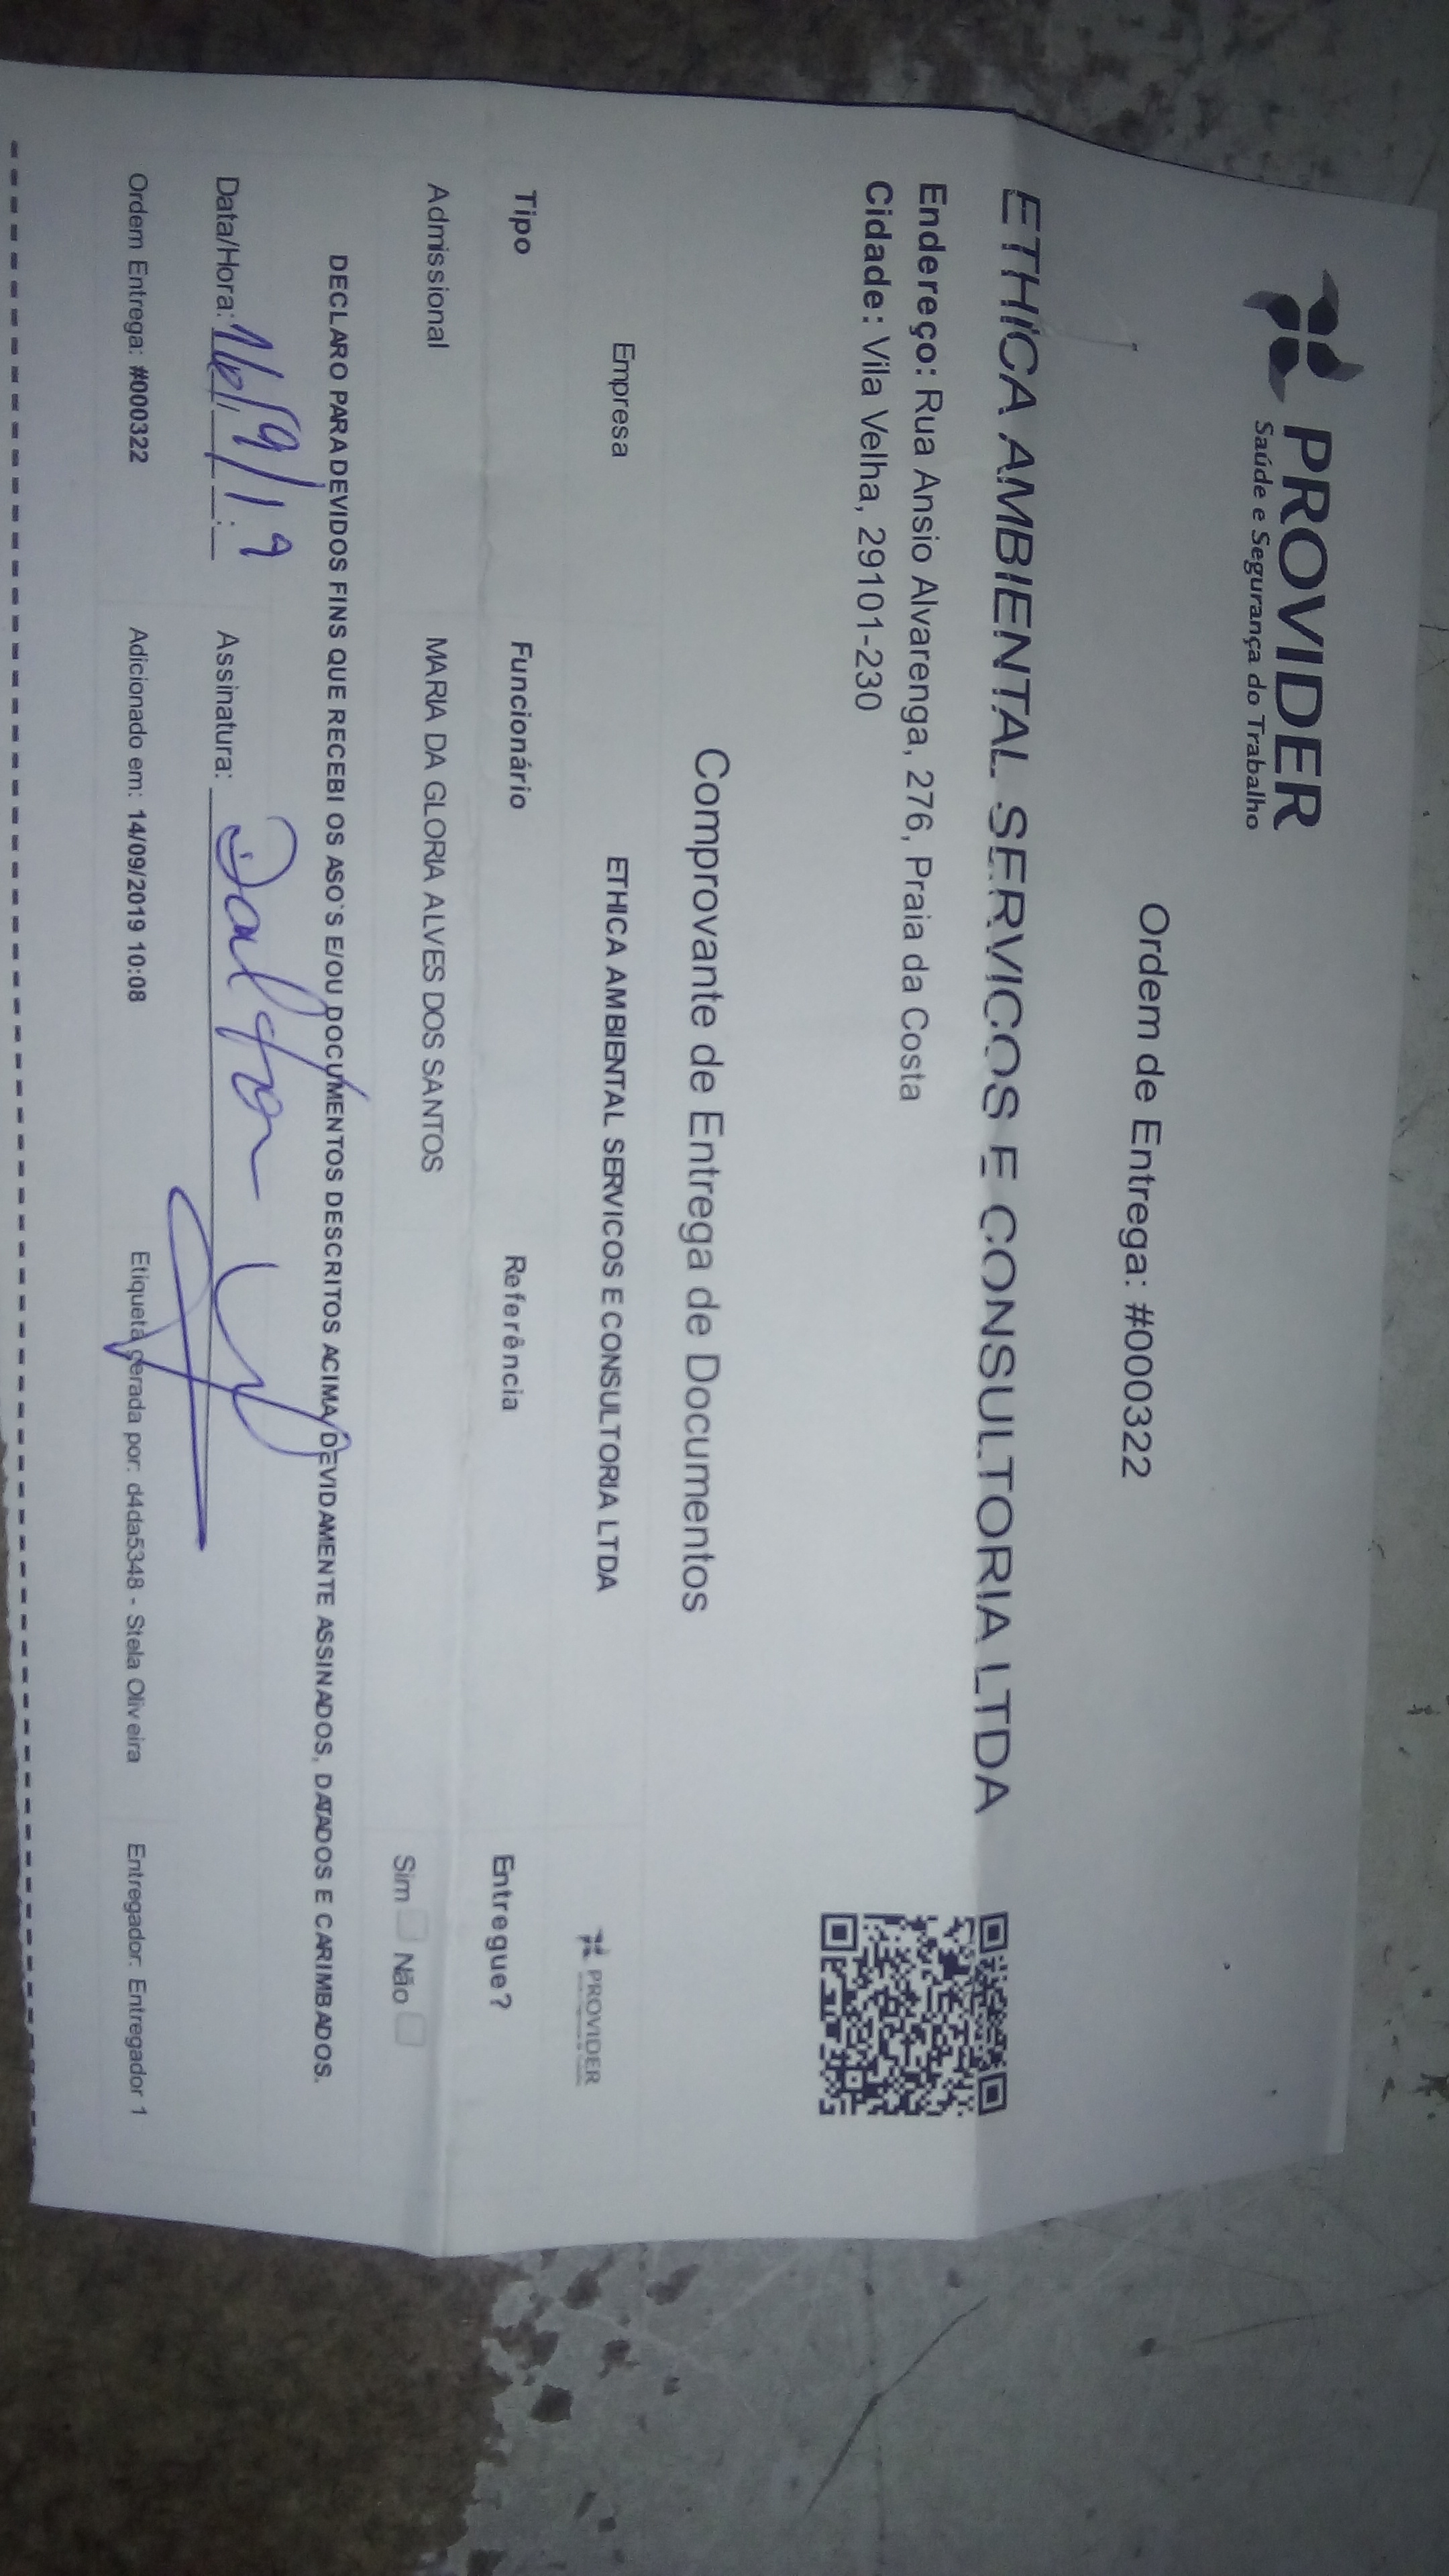 PROVIDER
Saúde e Segurança do Trabalho
Ordem de Entrega: #000322
ETHICA AMBIENTAL SERVICOS E CONSULTORIA LTDA
Endereço: Rua Ansio Alvarenga, 276, Praia da Costa
Cidade: Vila Velha, 29101-230
Comprovante de Entrega de Documentos
Empresa ETHICA AMBIENTAL SERVICOS E CONSULTORIA LTDA PROVIDER
Tipo Funcionário Referência Entregue?
Admissional MARIA DA GLORIA ALVES DOS SANTOS Sim Não
DECLARO PARA DEVIDOS FINS QUE RECEBI OS ASO`S E/OU DOCUMENTOS DESCRITOS ACIMA, DEVIDAMENTE ASSINADOS, DATADOS E CARIMBADOS.
Data/Hora: Assinatura: Dalton
Ordem Entrega: #000322 Adicionado em: 14/09/2019 10:08 Etiqueta gerada por: d4da5348 - Stela Oliveira Entregador: Entregador 1